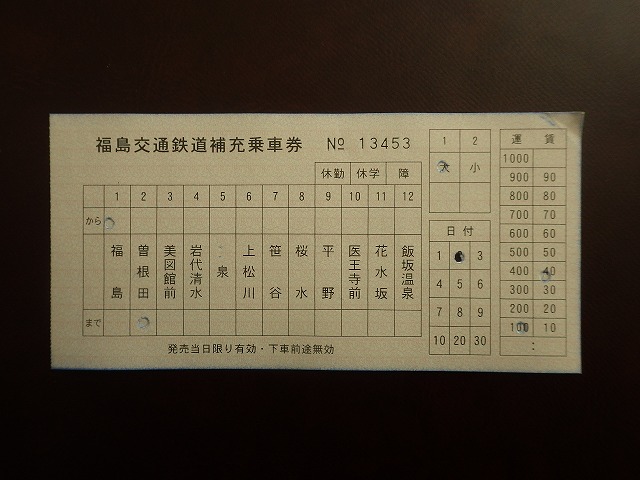 福島交通鉄道補充乗車券 № 13453
休勤 休学 障
1 2 3 4 5 6 7 8 9 10 11 12
から
福島 曽根田 美図館前 岩代清水 泉 上松川 笹谷 桜水 平野 医王寺前 花水坂 飯坂温泉
まで
発売当日限り有効・下車前途無効
1 2
大 小
日付
1 3
4 5 6
7 8 9
10 20 30
運賃
1000
900 90
800 80
700 70
600 60
500 50
400 40
300 30
200 20
100 10
: